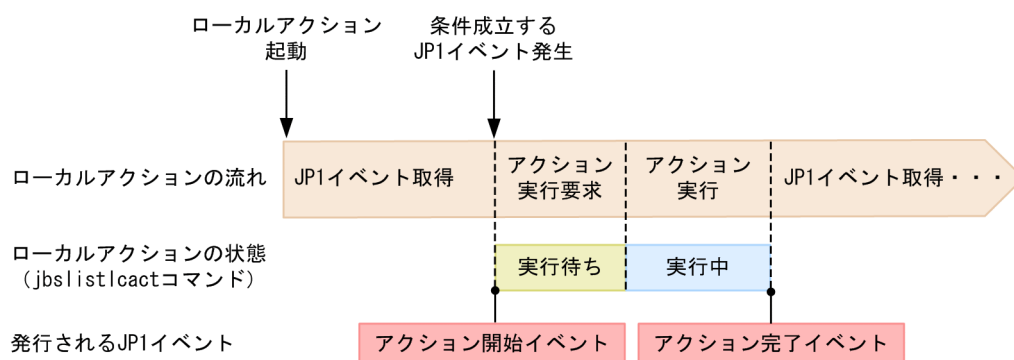 ローカルアクション
起動
条件成立する
JP1イベント発生
ローカルアクションの流れ
JP1イベント取得
アクション
実行要求
アクション
実行
JP1イベント取得・・・
ローカルアクションの状態
（jbslistlcactコマンド）
実行待ち
実行中
発行されるJP1イベント
アクション開始イベント
アクション完了イベント